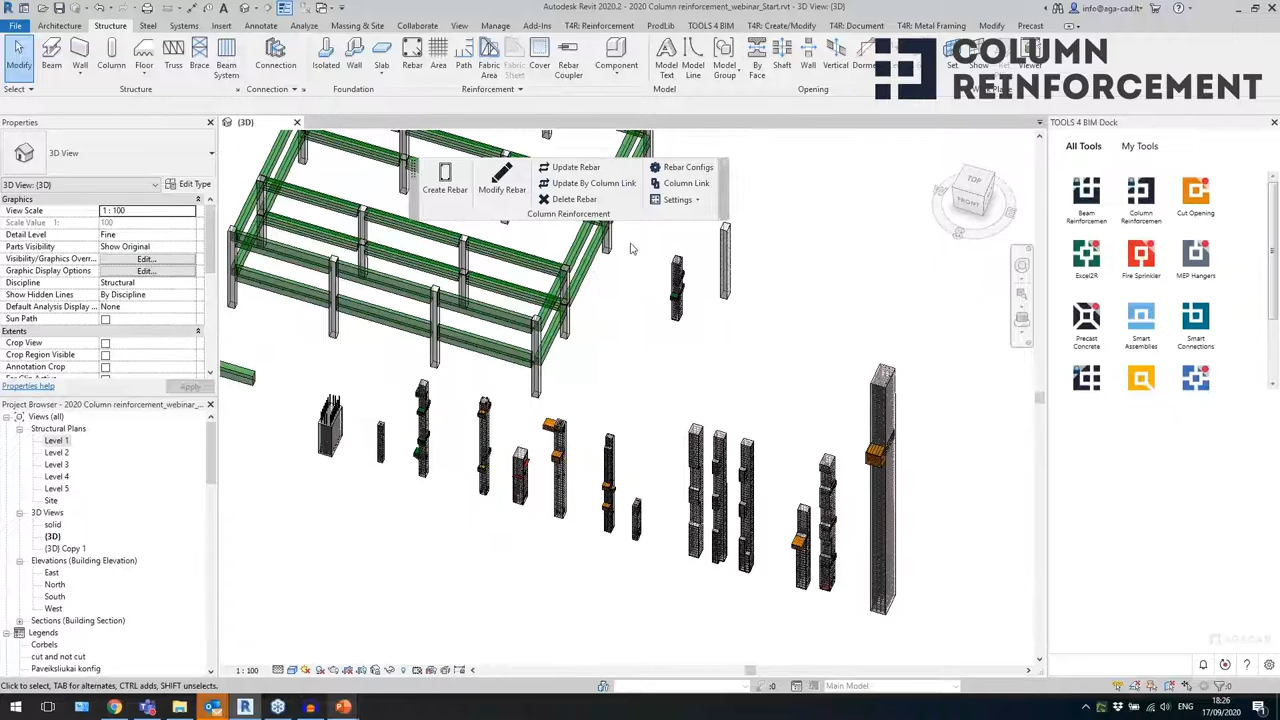 Autodesk Revit 2020.2 - 2020 Column reinforcement_webinar_Start.rvt - 3D View: {3D}
info@aga-cad.lt
File Architecture Structure Steel Systems Insert Annotate Analyze Massing & Site Collaborate View Manage Add-Ins T4R: Reinforcement ProdLib TOOLS 4 BIM T4R: Create/Modify T4R: Document T4R: Metal Framing Modify Precast
Modify Beam Wall Column Floor Truss Brace Beam System Connection Isolated Wall Slab Rebar Area Path Fabric Area Fabric Sheet Cover Rebar Coupler Component Model Text Model Line Model Group By Face Shaft Wall Vertical Set Viewer
Select Structure Connection Foundation Reinforcement Model Opening
COLUMN
REINFORCEMENT
Properties
{3D}
TOOLS 4 BIM Dock
3D View
3D View: {3D} Edit Type
Graphics
View Scale 1 : 100
Scale Value 1: 100
Detail Level Fine
Parts Visibility Show Original
Visibility/Graphics Over... Edit...
Graphic Display Options Edit...
Discipline Structural
Show Hidden Lines By Discipline
Default Analysis Display ... None
Sun Path
Extents
Crop View
Crop Region Visible
Annotation Crop
Properties help Apply
Project Browser - 2020 Column reinforcement_webinar_...
Views (all)
Structural Plans
Level 1
Level 2
Level 3
Level 4
Level 5
Site
3D Views
solid
{3D}
{3D} Copy 1
Elevations (Building Elevation)
East
North
South
West
Sections (Building Section)
Legends
Corbels
cut and not cut
Paveiksliukai konfig
Create Rebar
Modify Rebar
Update Rebar
Update By Column Link
Delete Rebar
Rebar Configs
Column Link
Settings
Column Reinforcement
TOP
FRONT
All Tools My Tools
Beam Reinforcemen
Column Reinforcemen
Cut Opening
Excel2R
Fire Sprinkler
MEP Hangers
Precast Concrete
Smart Assemblies
Smart Connections
AGACAD
1 : 100
Click to select, TAB for alternates, CTRL adds, SHIFT unselects.
:0
Main Model
:0
18:26
17/09/2020